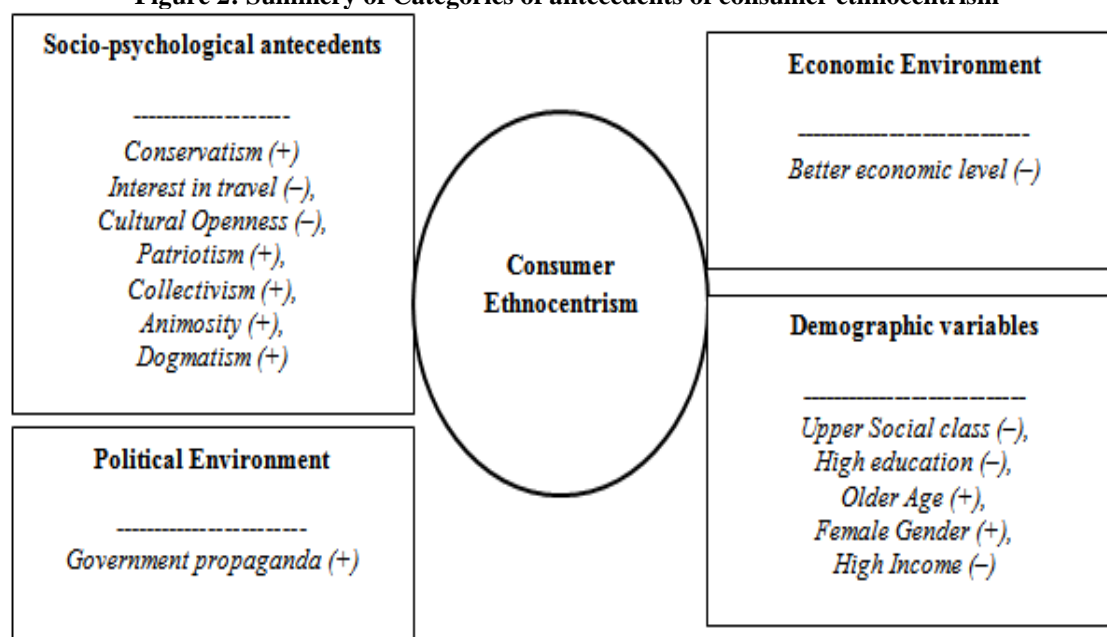 Figure 2: Summery of Categories of antecedents of consumer ethnocentrism
Socio-psychological antecedents
--------------------
Conservatism (+)
Interest in travel (–),
Cultural Openness (–),
Patriotism (+),
Collectivism (+),
Animosity (+),
Dogmatism (+)
Political Environment
------------------------
Government propaganda (+)
Consumer
Ethnocentrism
Economic Environment
-----------------------------
Better economic level (–)
Demographic variables
----------------------------
Upper Social class (–),
High education (–),
Older Age (+),
Female Gender (+),
High Income (–)